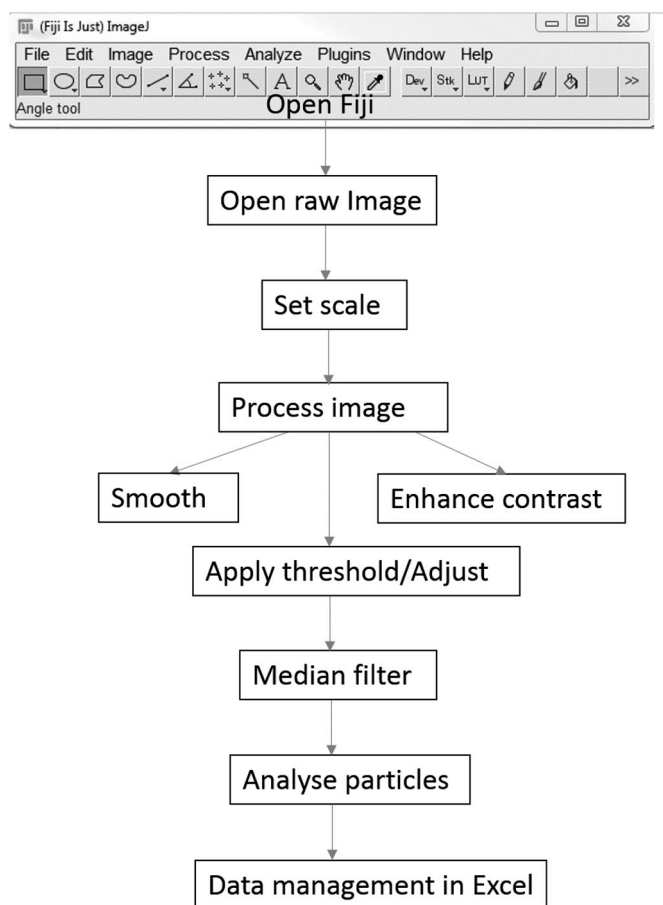 (Fiji Is Just) ImageJ
File Edit Image Process Analyze Plugins Window Help
A Dev Stk LUT >>
Angle tool
Open Fiji
Open raw Image
Set scale
Process image
Smooth
Enhance contrast
Apply threshold/Adjust
Median filter
Analyse particles
Data management in Excel